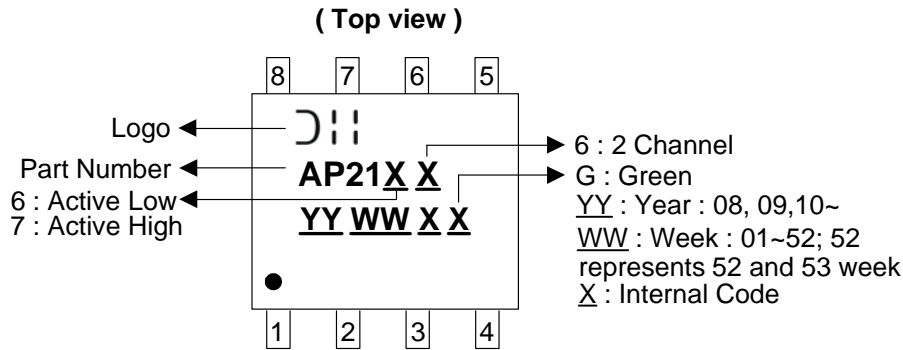 ( Top view )
8 7 6 5
Logo
Part Number
6 : Active Low
7 : Active High
AP21X X
YY WW X X
6 : 2 Channel
G : Green
YY : Year : 08, 09,10~
WW : Week : 01~52; 52
represents 52 and 53 week
X : Internal Code
1 2 3 4